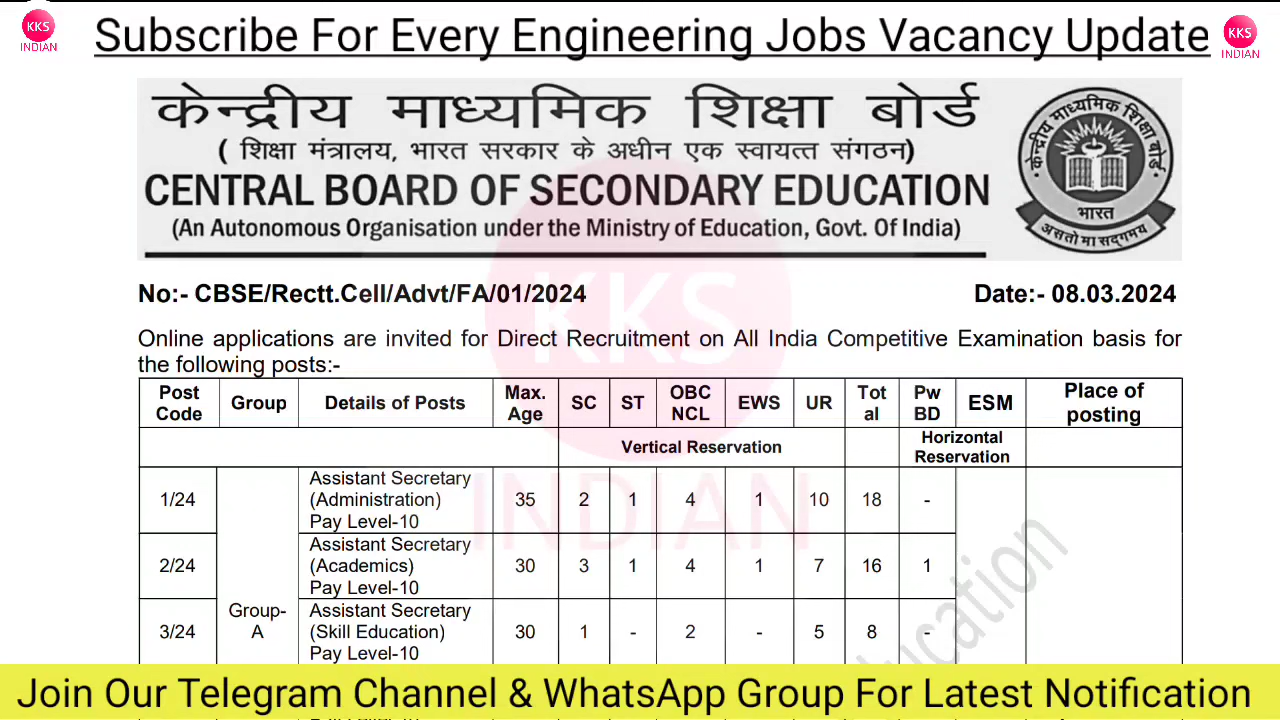 KKS
INDIAN
Subscribe For Every Engineering Jobs Vacancy Update
KKS
INDIAN
केन्द्रीय माध्यमिक शिक्षा बोर्ड
( शिक्षा मंत्रालय, भारत सरकार के अधीन एक स्वायत्त संगठन)
CENTRAL BOARD OF SECONDARY EDUCATION
(An Autonomous Organisation under the Ministry of Education, Govt. Of India)
केन्द्रीय माध्यमिक शिक्षा बोर्ड
भारत
असतो मा सद्गमय
No:- CBSE/Rectt.Cell/Advt/FA/01/2024 Date:- 08.03.2024
Online applications are invited for Direct Recruitment on All India Competitive Examination basis for
the following posts:-
Post Code Group Details of Posts Max. Age SC ST OBC NCL EWS UR Tot al Pw BD ESM Place of posting
Vertical Reservation Horizontal Reservation
1/24 Assistant Secretary (Administration) Pay Level-10 35 2 1 4 1 10 18 -
2/24 Assistant Secretary (Academics) Pay Level-10 30 3 1 4 1 7 16 1
Group-A
3/24 Assistant Secretary (Skill Education) Pay Level-10 30 1 - 2 - 5 8 -
KKS
INDIAN
Join Our Telegram Channel & WhatsApp Group For Latest Notification